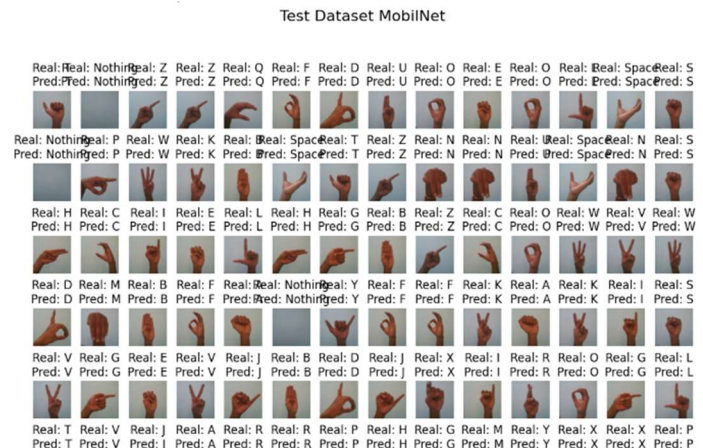 Test Dataset MobilNet
Real: Nothing Real: Z Real: Z Real: Q Real: F Real: D Real: U Real: O Real: E Real: O Real: Space Real: S
Pred: Nothing Pred: Z Pred: Z Pred: Q Pred: F Pred: D Pred: U Pred: O Pred: E Pred: O Pred: Space Pred: S
Real: Nothing Real: P Real: W Real: K Real: B Real: Space Real: T Real: Z Real: N Real: N Real: U Real: Space Real: N Real: S
Pred: Nothing Pred: P Pred: W Pred: K Pred: B Pred: Space Pred: T Pred: Z Pred: N Pred: N Pred: U Pred: Space Pred: N Pred: S
Real: H Real: C Real: I Real: E Real: L Real: H Real: G Real: B Real: Z Real: C Real: O Real: W Real: V Real: W
Pred: H Pred: C Pred: I Pred: E Pred: L Pred: H Pred: G Pred: B Pred: Z Pred: C Pred: O Pred: W Pred: V Pred: W
Real: D Real: M Real: B Real: F Real: A Real: Nothing Real: Y Real: F Real: F Real: K Real: A Real: K Real: I Real: S
Pred: D Pred: M Pred: B Pred: F Pred: A Pred: Nothing Pred: Y Pred: F Pred: F Pred: K Pred: A Pred: K Pred: I Pred: S
Real: V Real: G Real: E Real: V Real: J Real: B Real: D Real: J Real: X Real: I Real: R Real: O Real: G Real: L
Pred: V Pred: G Pred: E Pred: V Pred: J Pred: B Pred: D Pred: J Pred: X Pred: I Pred: R Pred: O Pred: G Pred: L
Real: T Real: V Real: J Real: A Real: R Real: R Real: P Real: H Real: G Real: M Real: Y Real: X Real: X Real: P
Pred: T Pred: V Pred: J Pred: A Pred: R Pred: R Pred: P Pred: H Pred: G Pred: M Pred: Y Pred: X Pred: X Pred: P